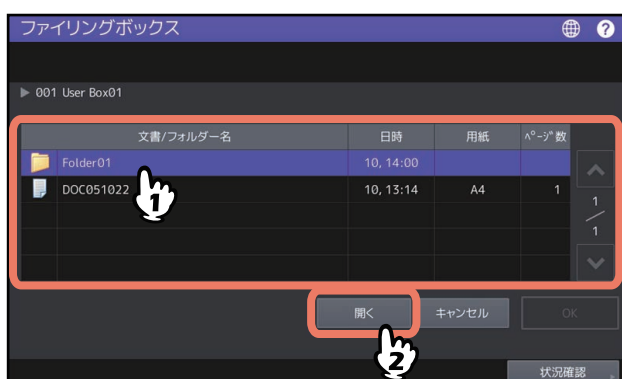 ファイリングボックス ?
▶ 001 User Box01
文書/フォルダー名 日時 用紙 ﾍﾟｰｼﾞ数
Folder01 10, 14:00
DOC051022 10, 13:14 A4 1
1
1
/
1
開く キャンセル OK
2
状況確認